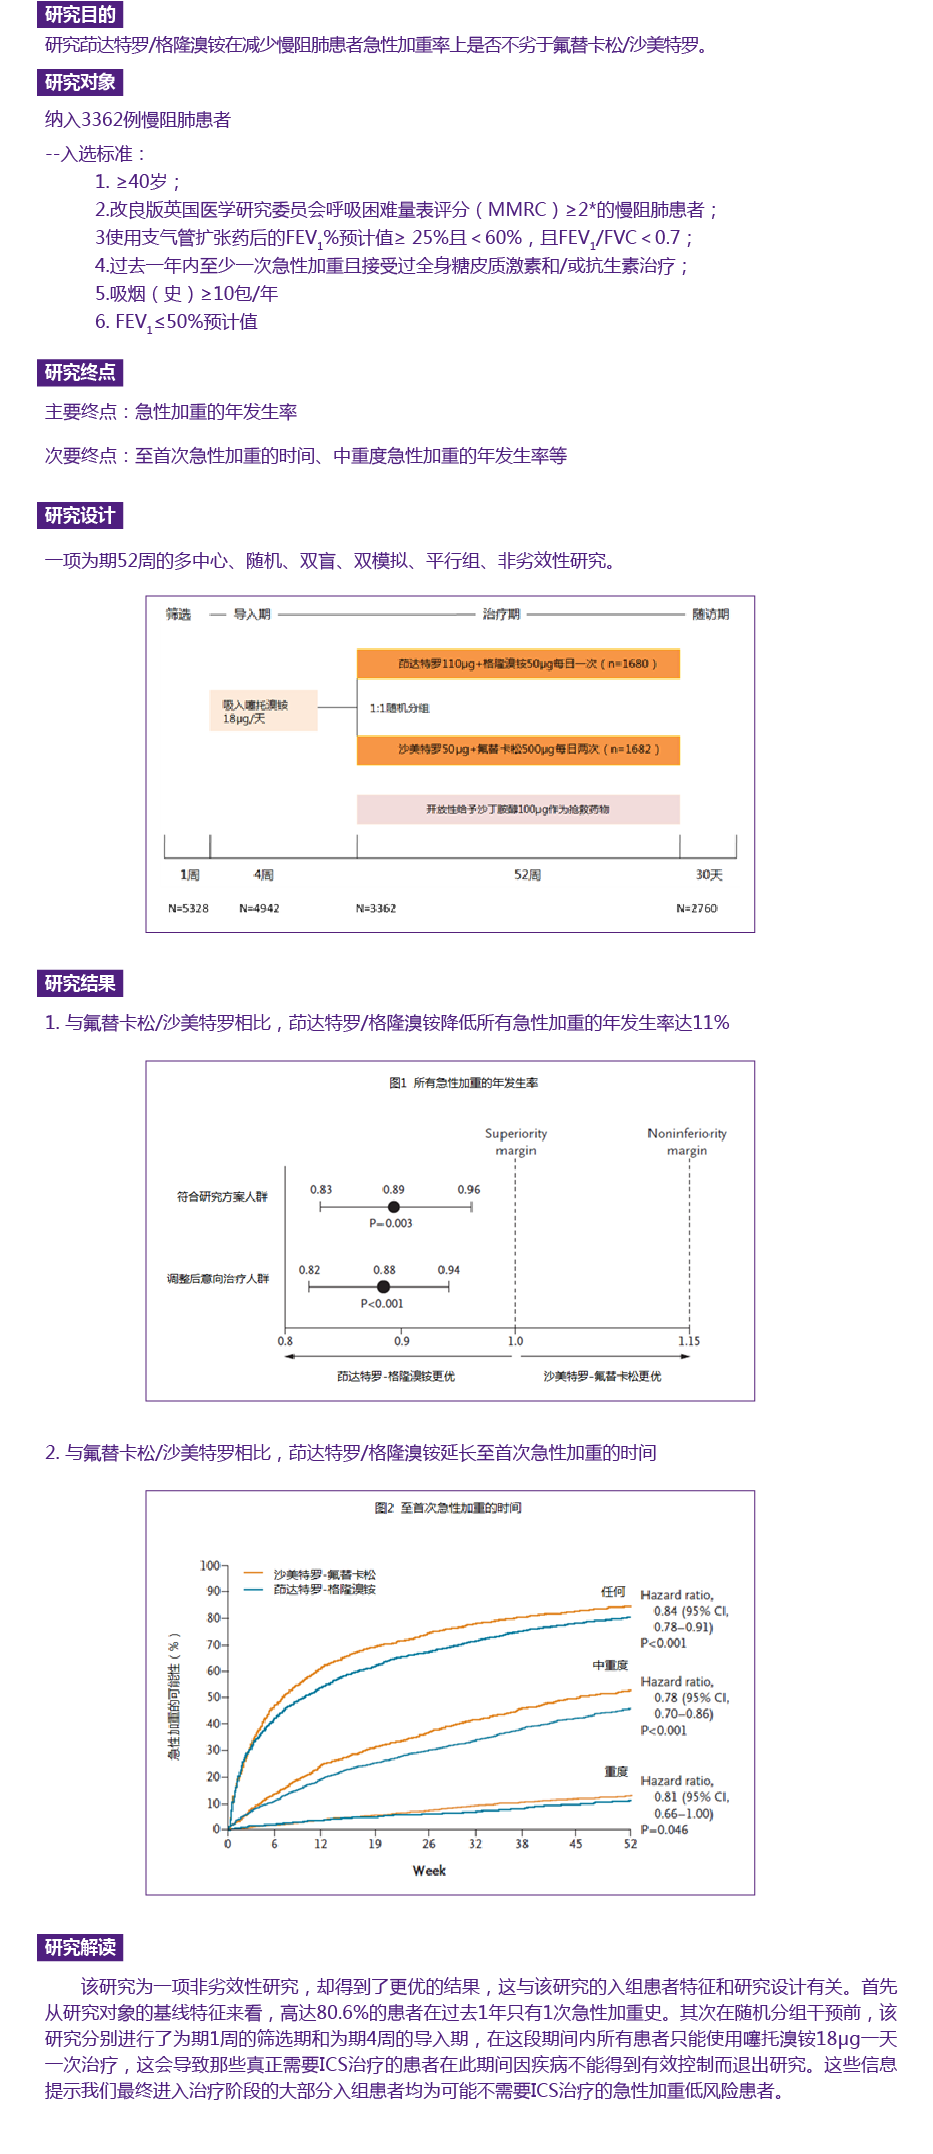 研究目的
研究茚达特罗/格隆溴铵在减少慢阻肺患者急性加重率上是否不劣于氟替卡松/沙美特罗。
研究对象
纳入3362例慢阻肺患者
--入选标准：
1. ≥40岁；
2.改良版英国医学研究委员会呼吸困难量表评分（MMRC）≥2*的慢阻肺患者；
3使用支气管扩张药后的FEV1%预计值≥ 25%且＜60%，且FEV1/FVC＜0.7；
4.过去一年内至少一次急性加重且接受过全身糖皮质激素和/或抗生素治疗；
5.吸烟（史）≥10包/年
6. FEV1≤50%预计值
研究终点
主要终点：急性加重的年发生率
次要终点：至首次急性加重的时间、中重度急性加重的年发生率等
研究设计
一项为期52周的多中心、随机、双盲、双模拟、平行组、非劣效性研究。
筛选 导入期 治疗期 随访期
茚达特罗110μg+格隆溴铵50μg每日一次（n=1680）
吸入噻托溴铵
18μg/天
1:1随机分组
沙美特罗50μg+氟替卡松500μg每日两次（n=1682）
开放性给予沙丁胺醇100μg作为抢救药物
1周 4周 52周 30天
N=5328 N=4942 N=3362 N=2760
研究结果
1. 与氟替卡松/沙美特罗相比，茚达特罗/格隆溴铵降低所有急性加重的年发生率达11%
图1 所有急性加重的年发生率
Superiority Noninferiority
margin margin
0.83 0.89 0.96
符合研究方案人群
P=0.003
0.82 0.88 0.94
调整后意向治疗人群
P<0.001
0.8 0.9 1.0 1.15
茚达特罗-格隆溴铵更优 沙美特罗-氟替卡松更优
2. 与氟替卡松/沙美特罗相比，茚达特罗/格隆溴铵延长至首次急性加重的时间
图2 至首次急性加重的时间
沙美特罗-氟替卡松
茚达特罗-格隆溴铵
急性加重的可能性（%）
100
90
80
70
60
50
40
30
20
10
0
任何
Hazard ratio,
0.84 (95% CI,
0.78–0.91)
P<0.001
中重度
Hazard ratio,
0.78 (95% CI,
0.70–0.86)
P<0.001
重度
Hazard ratio,
0.81 (95% CI,
0.66–1.00)
P=0.046
0 6 12 19 26 32 38 45 52
Week
研究解读
该研究为一项非劣效性研究，却得到了更优的结果，这与该研究的入组患者特征和研究设计有关。首先
从研究对象的基线特征来看，高达80.6%的患者在过去1年只有1次急性加重史。其次在随机分组干预前，该
研究分别进行了为期1周的筛选期和为期4周的导入期，在这段期间内所有患者只能使用噻托溴铵18μg一天
一次治疗，这会导致那些真正需要ICS治疗的患者在此期间因疾病不能得到有效控制而退出研究。这些信息
提示我们最终进入治疗阶段的大部分入组患者均为可能不需要ICS治疗的急性加重低风险患者。